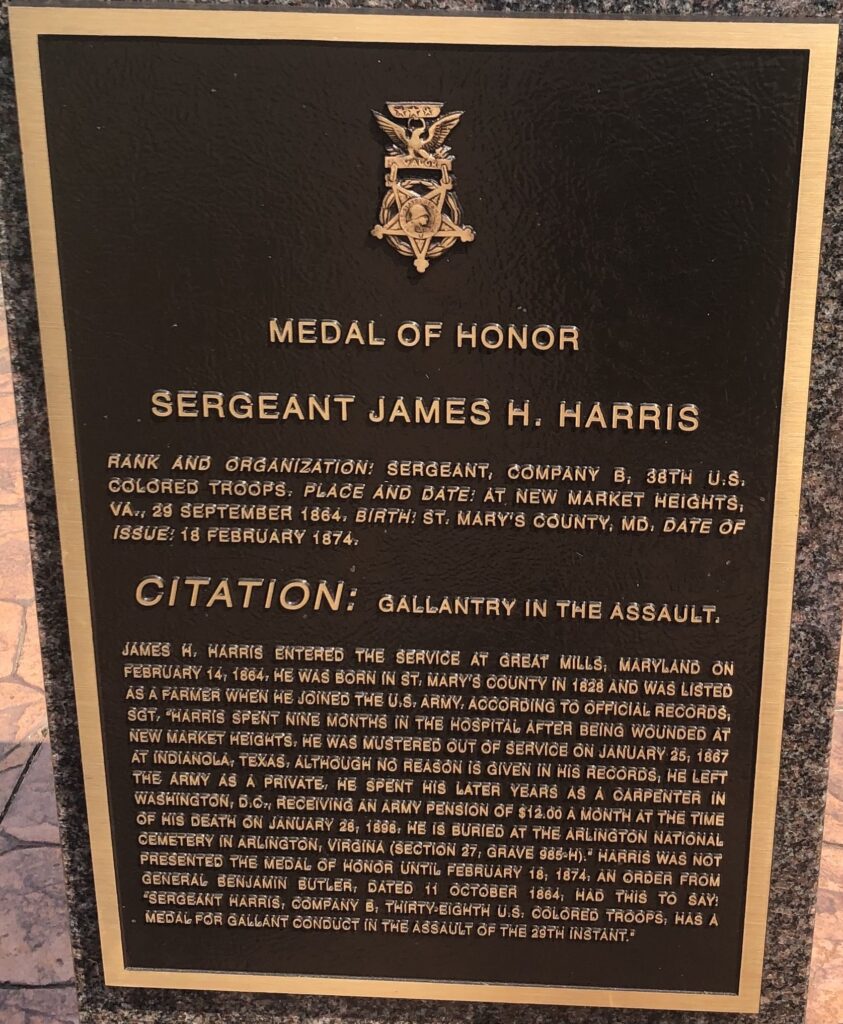 VALOR
MEDAL OF HONOR
SERGEANT JAMES H. HARRIS
RANK AND ORGANIZATION: SERGEANT, COMPANY B, 38TH U.S.
COLORED TROOPS. PLACE AND DATE: AT NEW MARKET HEIGHTS,
VA., 29 SEPTEMBER 1864. BIRTH: ST. MARY'S COUNTY, MD. DATE OF
ISSUE: 18 FEBRUARY 1874.
CITATION: GALLANTRY IN THE ASSAULT.
JAMES H. HARRIS ENTERED THE SERVICE AT GREAT MILLS, MARYLAND ON
FEBRUARY 14, 1864. HE WAS BORN IN ST. MARY'S COUNTY IN 1828 AND WAS LISTED
AS A FARMER WHEN HE JOINED THE U.S. ARMY. ACCORDING TO OFFICIAL RECORDS,
SGT. "HARRIS SPENT NINE MONTHS IN THE HOSPITAL AFTER BEING WOUNDED AT
NEW MARKET HEIGHTS. HE WAS MUSTERED OUT OF SERVICE ON JANUARY 25, 1867
AT INDIANOLA, TEXAS. ALTHOUGH NO REASON IS GIVEN IN HIS RECORDS, HE LEFT
THE ARMY AS A PRIVATE. HE SPENT HIS LATER YEARS AS A CARPENTER IN
WASHINGTON, D.C., RECEIVING AN ARMY PENSION OF $12.00 A MONTH AT THE TIME
OF HIS DEATH ON JANUARY 28, 1898. HE IS BURIED AT THE ARLINGTON NATIONAL
CEMETERY IN ARLINGTON, VIRGINA (SECTION 27, GRAVE 985-H)." HARRIS WAS NOT
PRESENTED THE MEDAL OF HONOR UNTIL FEBRUARY 18, 1874. AN ORDER FROM
GENERAL BENJAMIN BUTLER, DATED 11 OCTOBER 1864, HAD THIS TO SAY:
"SERGEANT HARRIS, COMPANY B, THIRTY-EIGHTH U.S. COLORED TROOPS, HAS A
MEDAL FOR GALLANT CONDUCT IN THE ASSAULT OF THE 29TH INSTANT."